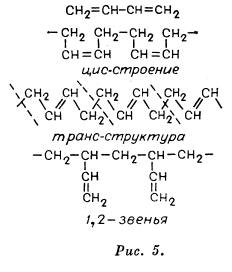 CH₂=CH-CH=CH₂
CH₂ CH₂-CH₂ CH₂
CH=CH CH=CH
цис-строение
CH₂ CH CH₂ CH CH₂ CH
CH CH₂ CH CH₂ CH CH₂
транс-структура
—CH₂-CH-CH₂-CH-CH₂—
CH CH
CH₂ CH₂
1,2-звенья
Рис. 5.